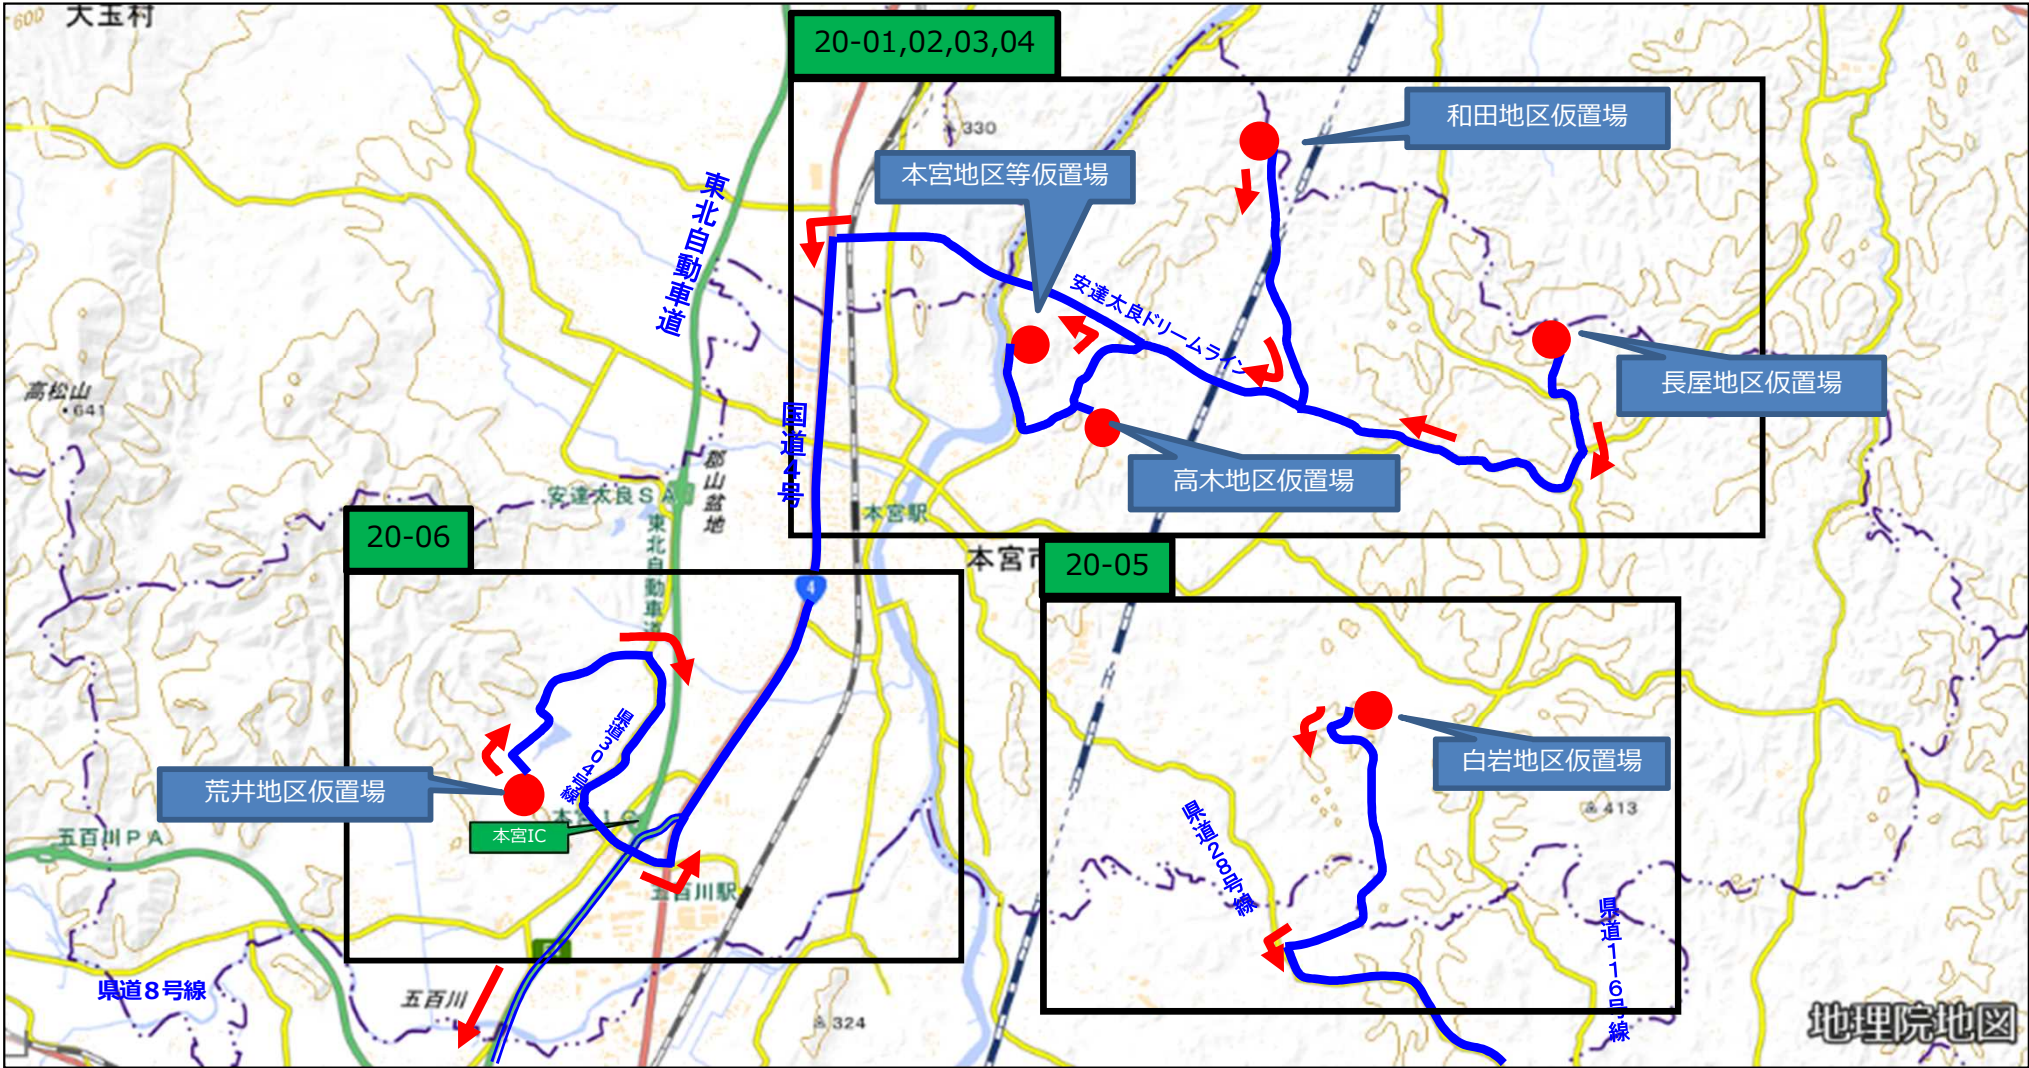 600
大玉村
20-01,02,03,04
330
和田地区仮置場
本宮地区等仮置場
東北自動車道
安達太良ドリームライン
長屋地区仮置場
高松山
641
国道4号
高木地区仮置場
郡山盆地
安達太良SA
本宮駅
東北自動車道
20-06
本宮市
20-05
4
県道304号線
白岩地区仮置場
荒井地区仮置場
413
本宮IC
本宮IC
五百川PA
県道28号線
五百川駅
県道116号線
県道8号線
五百川
324
地理院地図